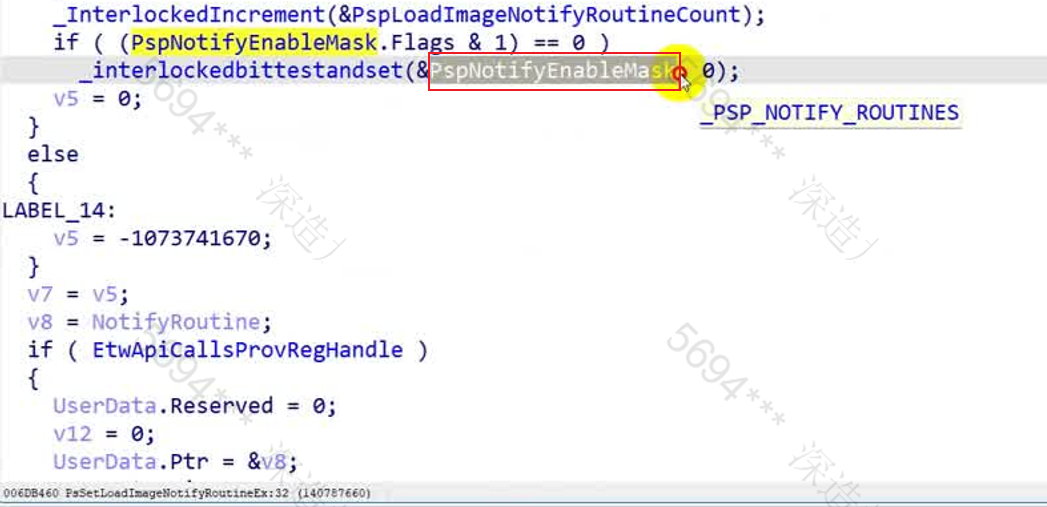 _InterlockedIncrement(&PspLoadImageNotifyRoutineCount);
if ( (PspNotifyEnableMask.Flags & 1) == 0 )
_interlockedbittestandset(&PspNotifyEnableMask, 0);
v5 = 0;
_PSP_NOTIFY_ROUTINES
}
else
{
LABEL_14:
v5 = -1073741670;
}
v7 = v5;
v8 = NotifyRoutine;
if ( EtwApiCallsProvRegHandle )
{
UserData.Reserved = 0;
v12 = 0;
UserData.Ptr = &v8;
006DB460 PsSetLoadImageNotifyRoutineEx:32 (140787660)
5694*** 深造
5694*** 深造
5694*** 深造
5694*** 深造